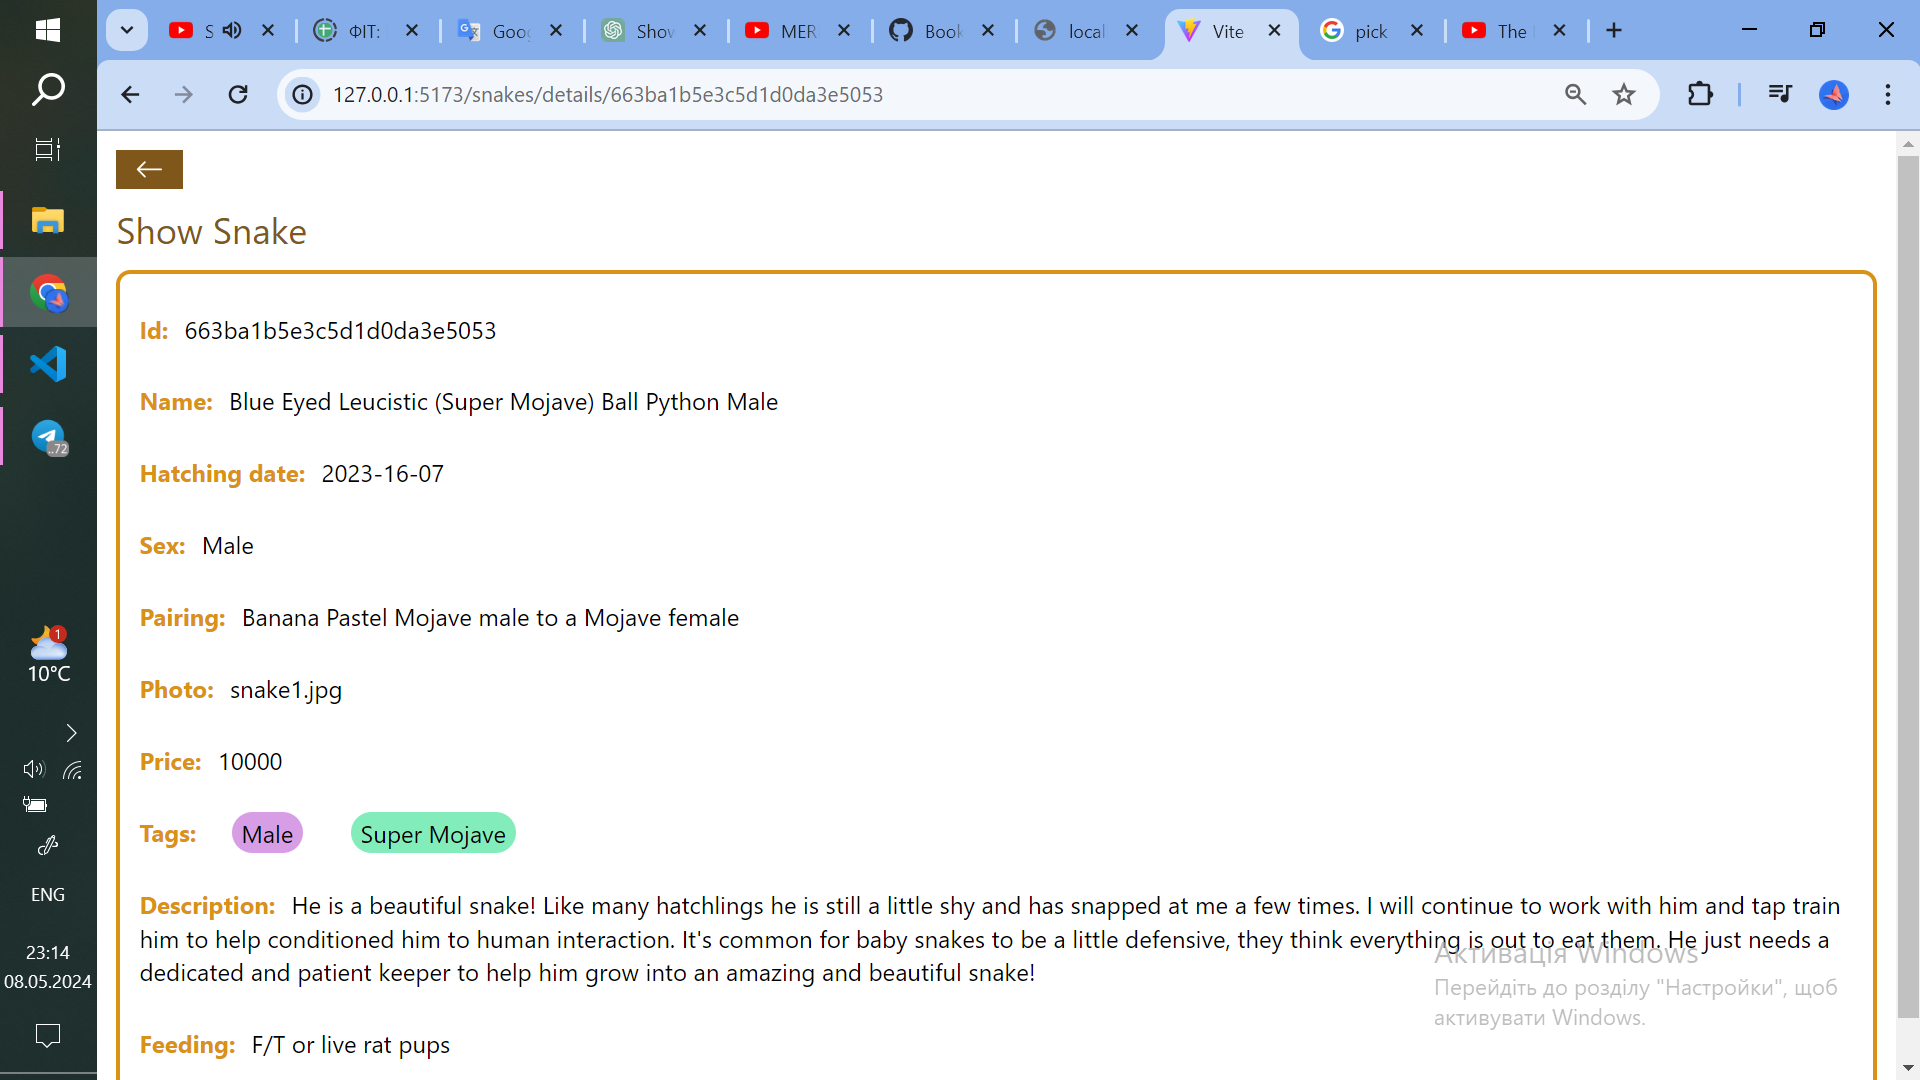 S
ФІТ:
Goo
Show
MER
Book
local
Vite
pick
The
127.0.0.1:5173/snakes/details/663ba1b5e3c5d1d0da3e5053
Show Snake
Id: 663ba1b5e3c5d1d0da3e5053
Name: Blue Eyed Leucistic (Super Mojave) Ball Python Male
Hatching date: 2023-16-07
Sex: Male
Pairing: Banana Pastel Mojave male to a Mojave female
Photo: snake1.jpg
Price: 10000
Tags: Male Super Mojave
Description: He is a beautiful snake! Like many hatchlings he is still a little shy and has snapped at me a few times. I will continue to work with him and tap train
him to help conditioned him to human interaction. It's common for baby snakes to be a little defensive, they think everything is out to eat them. He just needs a
dedicated and patient keeper to help him grow into an amazing and beautiful snake!
Feeding: F/T or live rat pups
Активація Windows
Перейдіть до розділу "Настройки", щоб
активувати Windows.
..72
1
10°C
ENG
23:14
08.05.2024